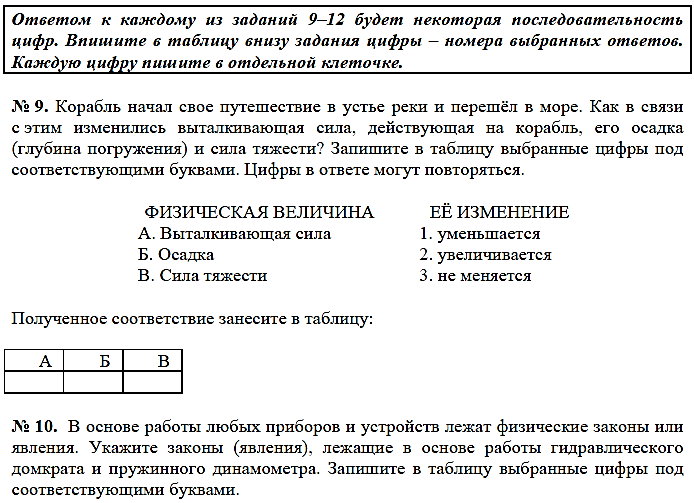 Ответом к каждому из заданий 9–12 будет некоторая последовательность
цифр. Впишите в таблицу внизу задания цифры – номера выбранных ответов.
Каждую цифру пишите в отдельной клеточке.
№ 9. Корабль начал свое путешествие в устье реки и перешёл в море. Как в связи
с этим изменились выталкивающая сила, действующая на корабль, его осадка
(глубина погружения) и сила тяжести? Запишите в таблицу выбранные цифры под
соответствующими буквами. Цифры в ответе могут повторяться.
ФИЗИЧЕСКАЯ ВЕЛИЧИНА ЕЁ ИЗМЕНЕНИЕ
А. Выталкивающая сила 1. уменьшается
Б. Осадка 2. увеличивается
В. Сила тяжести 3. не меняется
Полученное соответствие занесите в таблицу:
А Б В
№ 10. В основе работы любых приборов и устройств лежат физические законы или
явления. Укажите законы (явления), лежащие в основе работы гидравлического
домкрата и пружинного динамометра. Запишите в таблицу выбранные цифры под
соответствующими буквами.